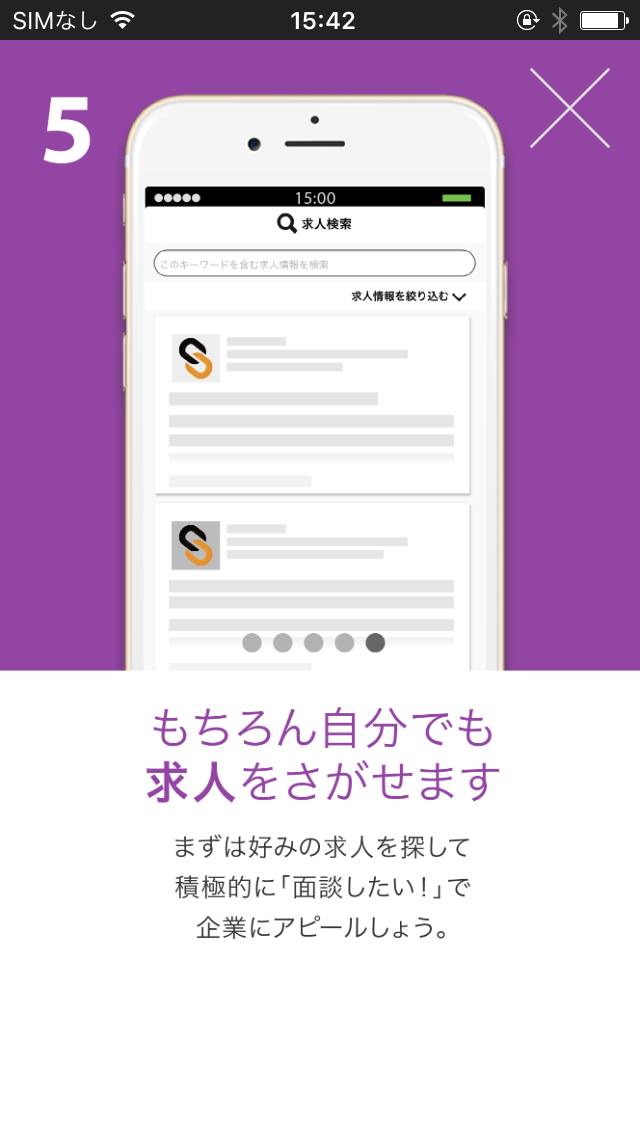 SIMなし 15:42
5
15:00
求人検索
このキーワードを含む求人情報を検索
求人情報を絞り込む
もちろん自分でも
求人をさがせます
まずは好みの求人を探して
積極的に「面談したい！」で
企業にアピールしょう。